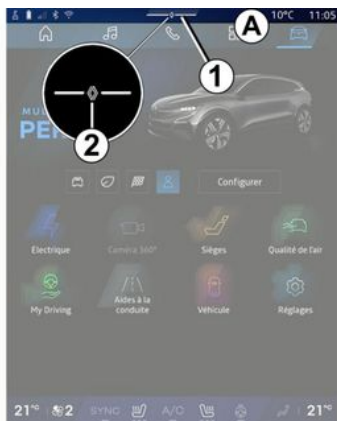 10°C 11:05
A
1
2
MUL
PER
Configurer
Electrique Caméra 360° Sièges Qualité de l'air
My Driving Aides à la conduite Véhicule Réglages
21°C 2 SYNC A/C 21°C